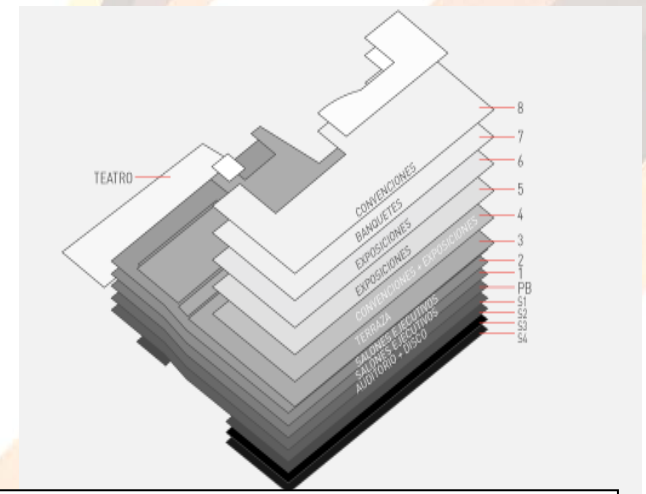 TEATRO
8
7
6
5
4
3
2
1
PB
S1
S2
S3
S4
CONVENCIONES
BANQUETES
EXPOSICIONES
EXPOSICIONES
CONVENCIONES + EXPOSICIONES
TERRAZA
SALONES EJECUTIVOS
SALONES EJECUTIVOS
AUDITORIO + DISCO